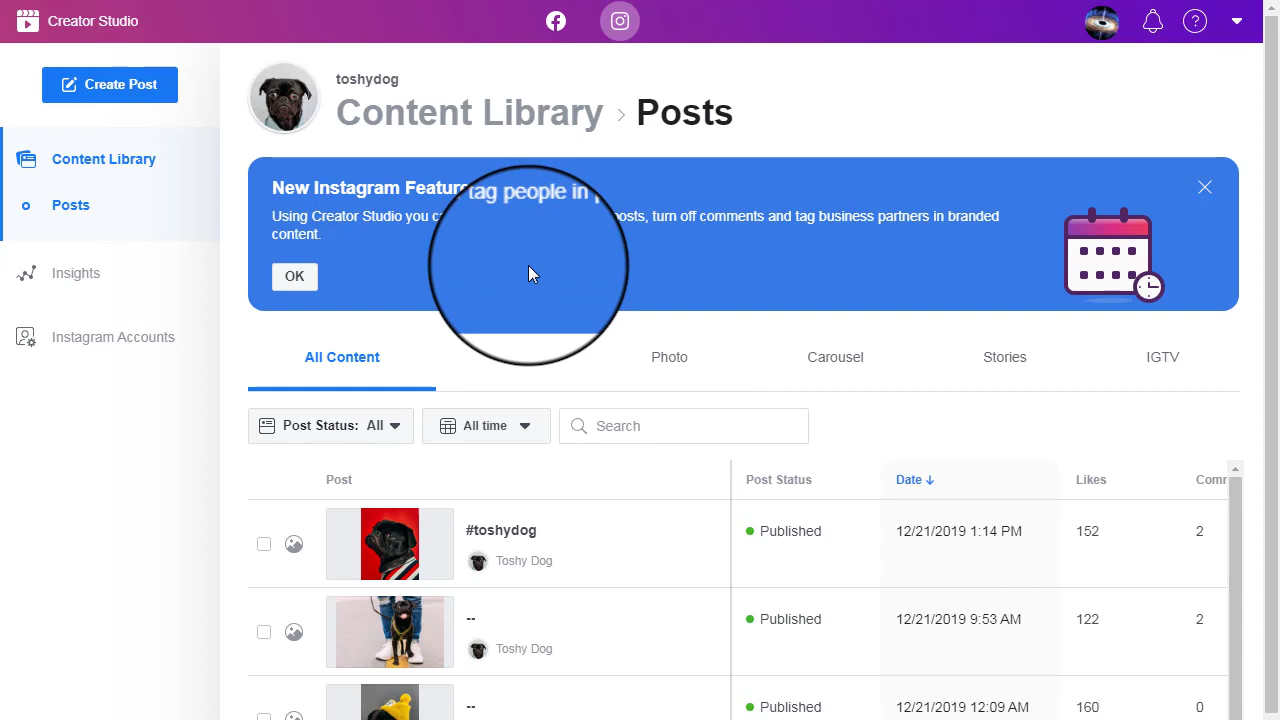 Creator Studio
Create Post
Content Library
Posts
Insights
Instagram Accounts
toshydog
Content Library › Posts
New Instagram Featur
tag people in
Using Creator Studio you posts, turn off comments and tag business partners in branded
content.
OK
All Content Photo Carousel Stories IGTV
Post Status: All All time Search
Post Post Status Date ↓ Likes Comr
#toshydog Published 12/21/2019 1:14 PM 152 2
Toshy Dog
-- Published 12/21/2019 9:53 AM 122 2
Toshy Dog
-- Published 12/21/2019 12:09 AM 160 0